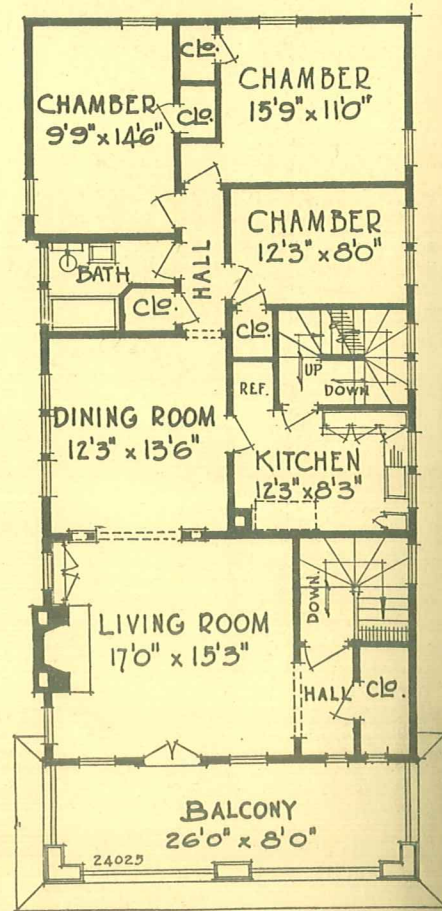 CLO.
CHAMBER
15'9" x 11'0"
CHAMBER
9'9" x 14'6"
CLO.
CHAMBER
12'3" x 8'0"
HALL
BATH
CLO.
CLO.
UP
DOWN
REF.
DINING ROOM
12'3" x 13'6"
KITCHEN
12'3" x 8'3"
DOWN
LIVING ROOM
17'0" x 15'3"
HALL
CLO.
BALCONY
26'0" x 8'0"
24025